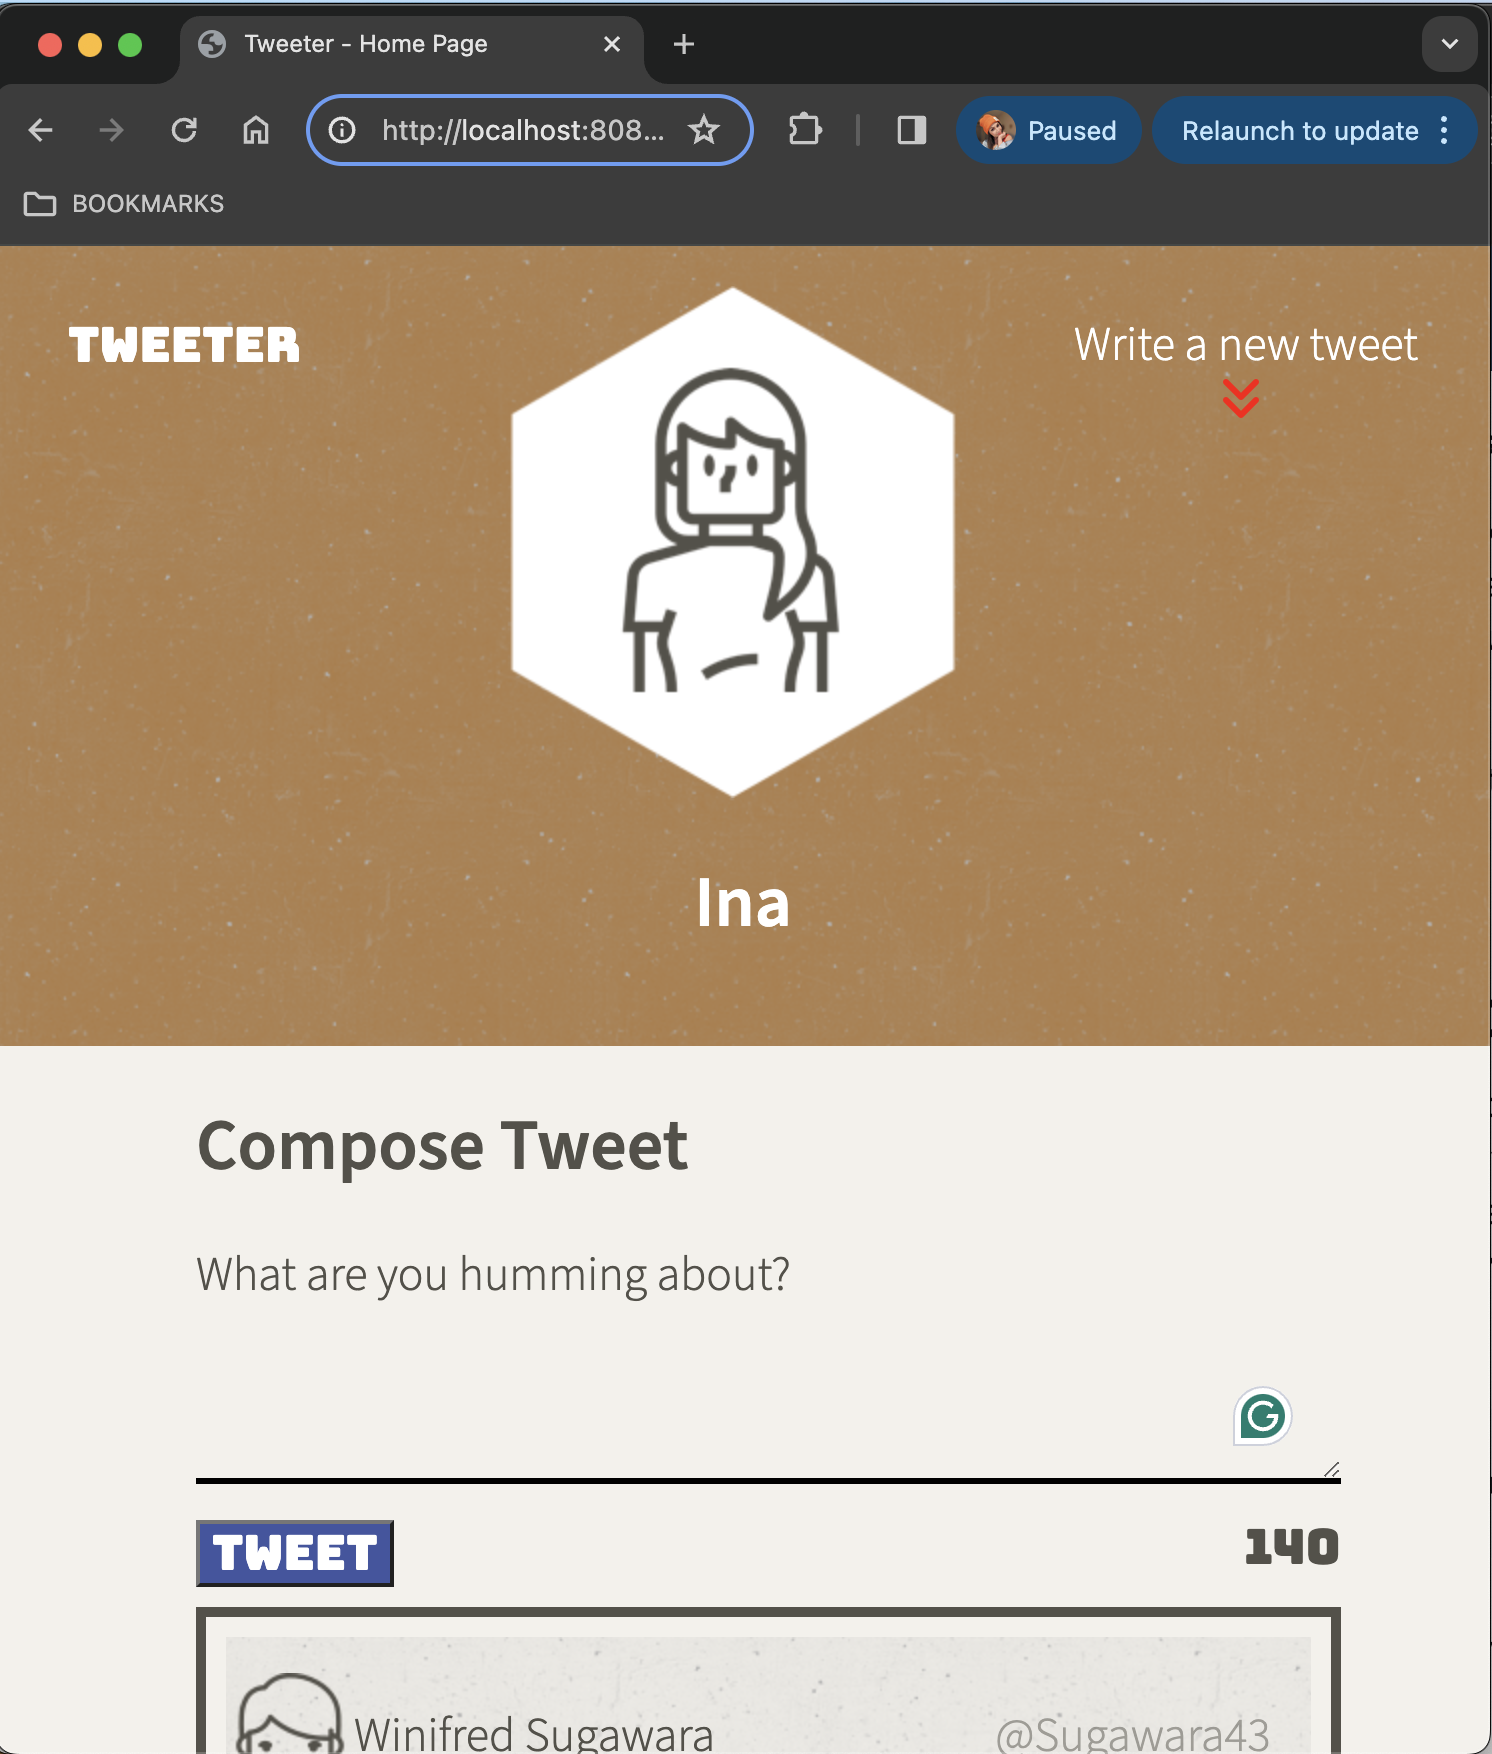 Tweeter - Home Page
http://localhost:808...
Paused
Relaunch to update
BOOKMARKS
TWEETER
Write a new tweet
Ina
Compose Tweet
What are you humming about?
TWEET
140
Winifred Sugawara
@Sugawara43